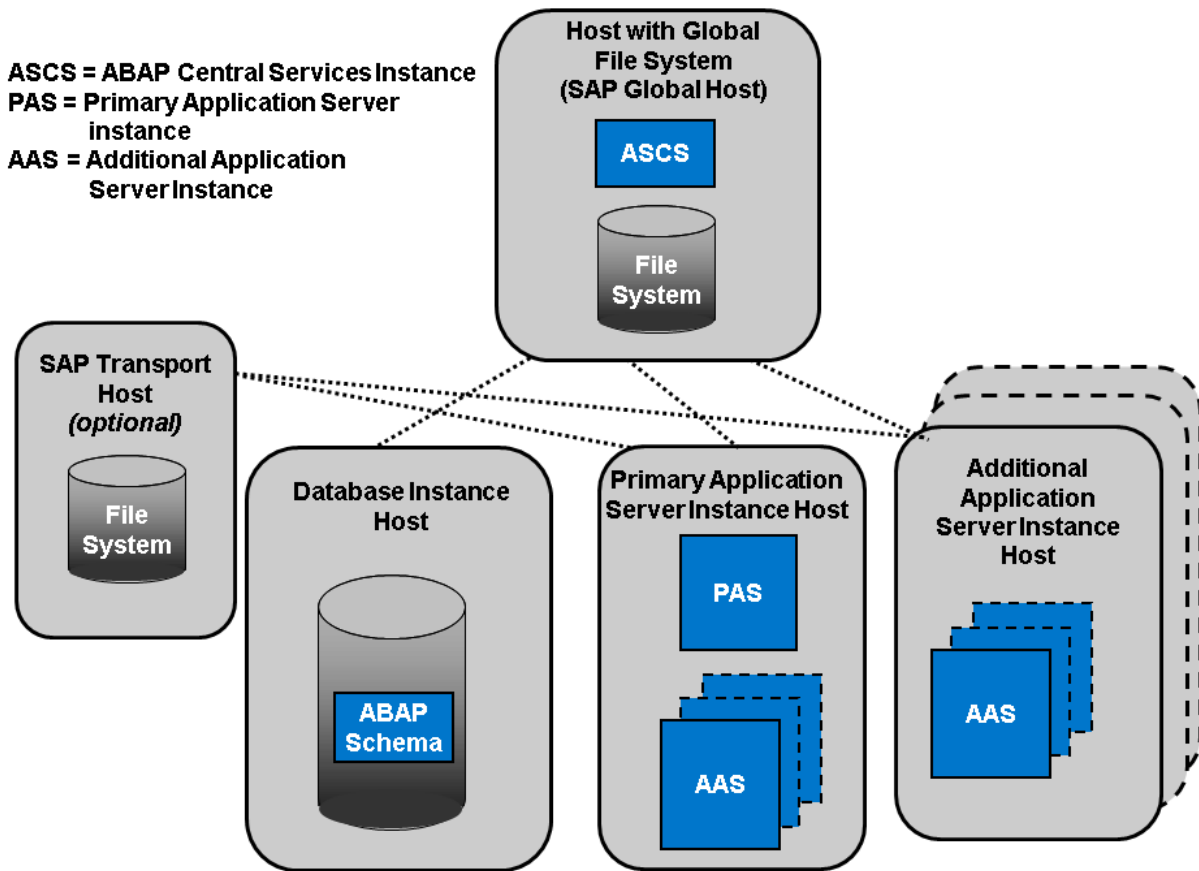 ASCS = ABAP Central Services Instance
PAS = Primary Application Server
instance
AAS = Additional Application
Server Instance
Host with Global
File System
(SAP Global Host)
ASCS
File
System
SAP Transport
Host
(optional)
File
System
Database Instance
Host
ABAP
Schema
Primary Application
Server Instance Host
PAS
AAS
Additional
Application
Server Instance
Host
AAS